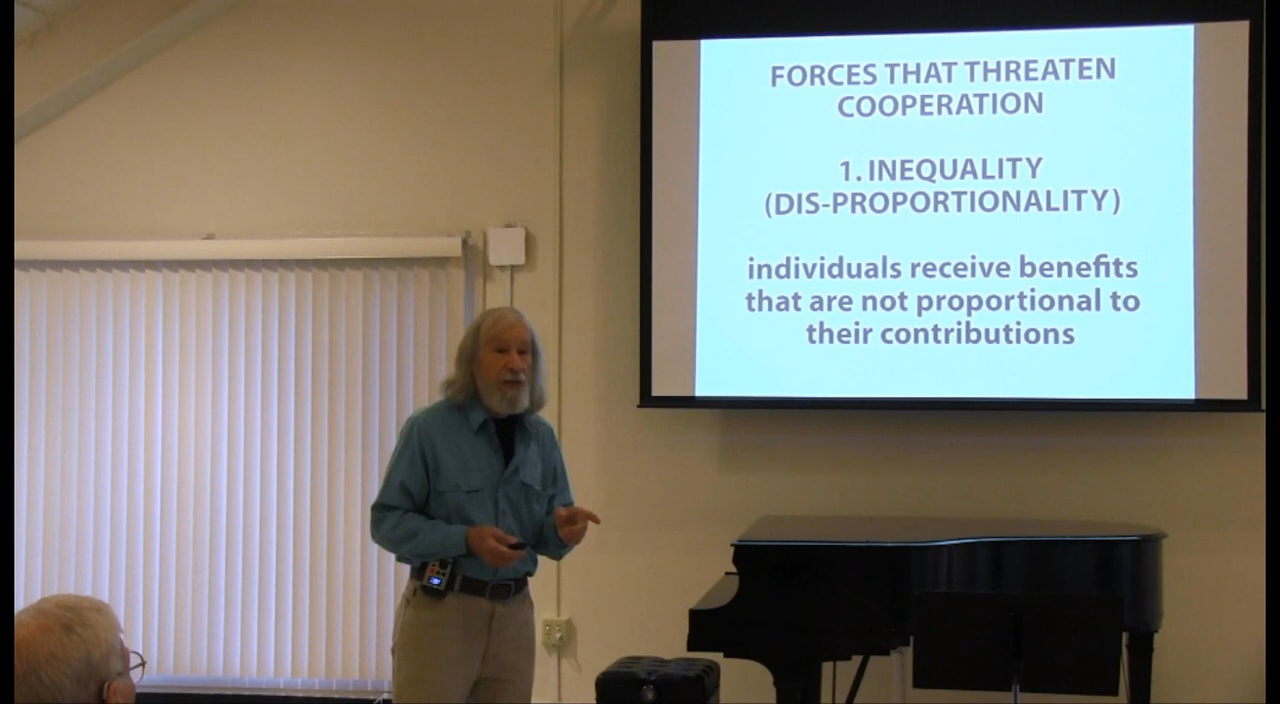 FORCES THAT THREATEN
COOPERATION
1. INEQUALITY
(DIS-PROPORTIONALITY)
individuals receive benefits
that are not proportional to
their contributions